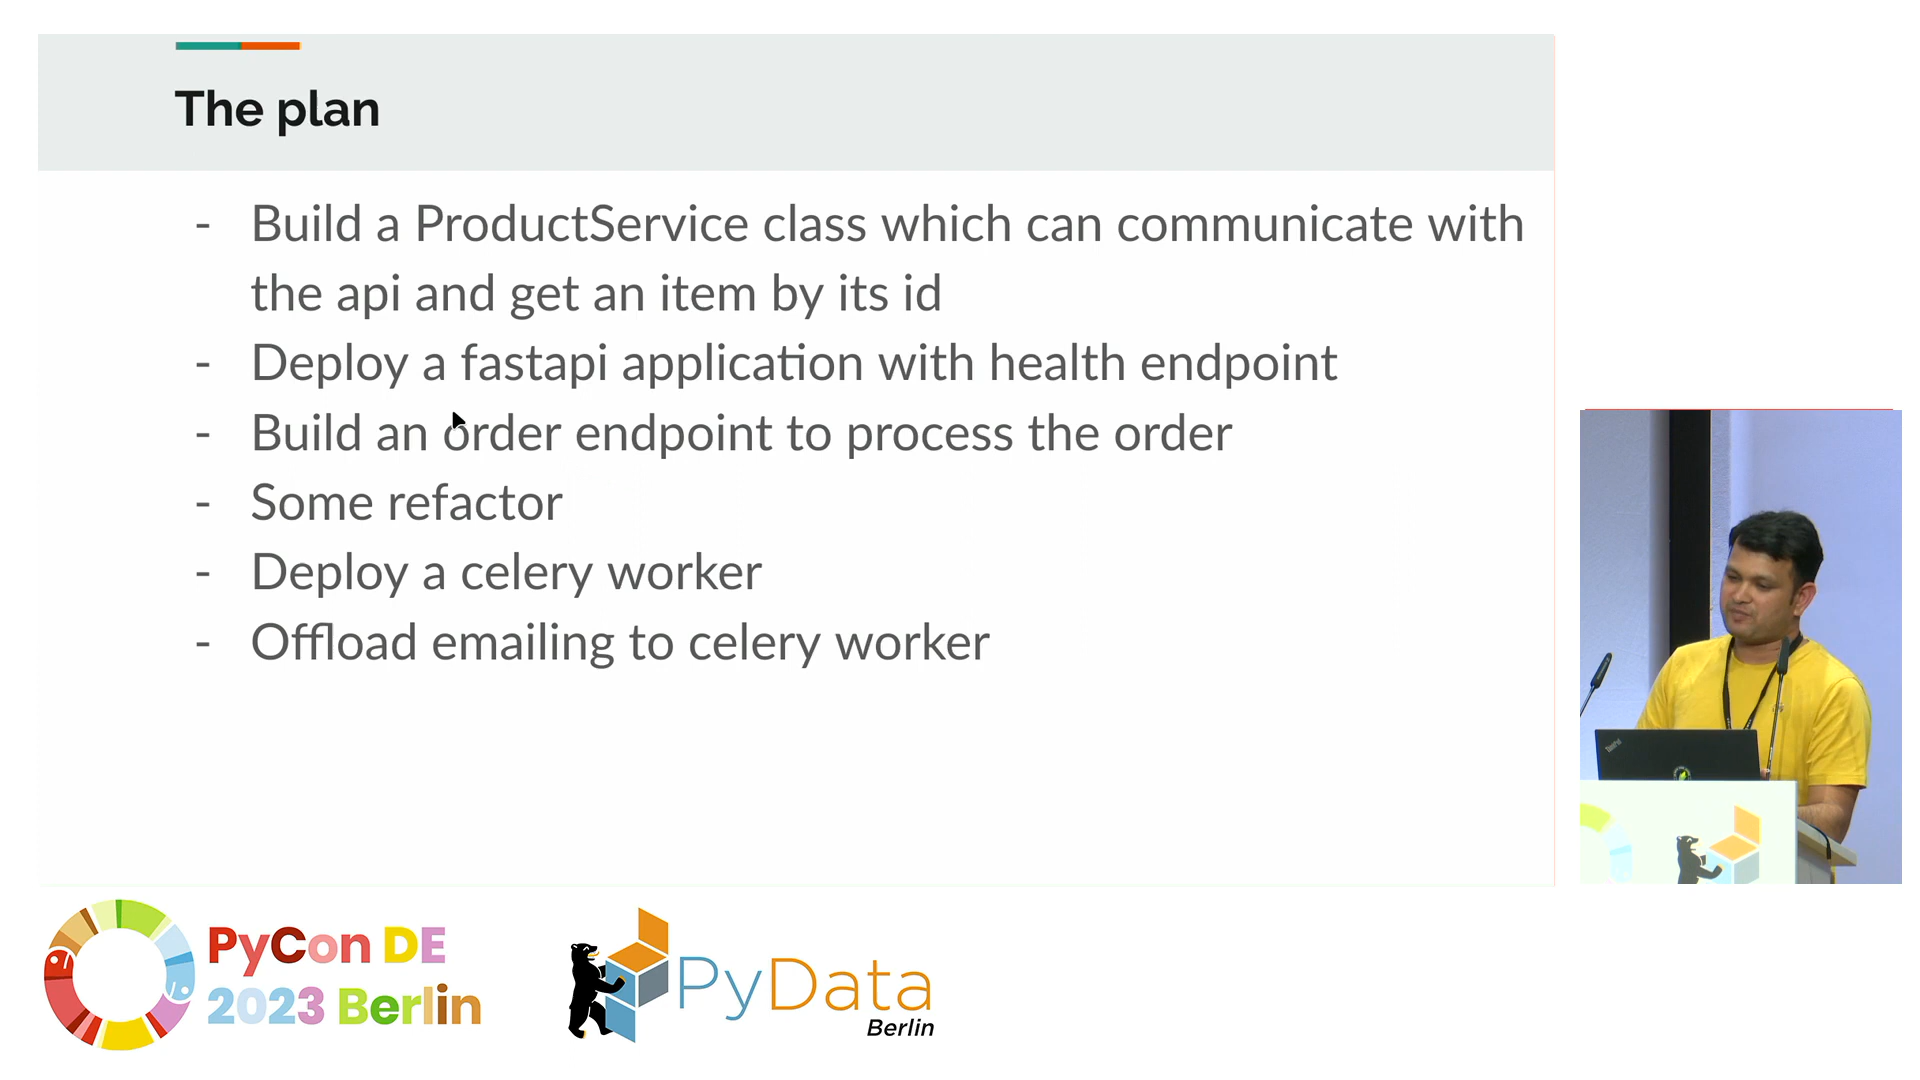 The plan
- Build a ProductService class which can communicate with
the api and get an item by its id
- Deploy a fastapi application with health endpoint
- Build an order endpoint to process the order
- Some refactor
- Deploy a celery worker
- Offload emailing to celery worker
PyCon DE
2023 Berlin
PyData
Berlin